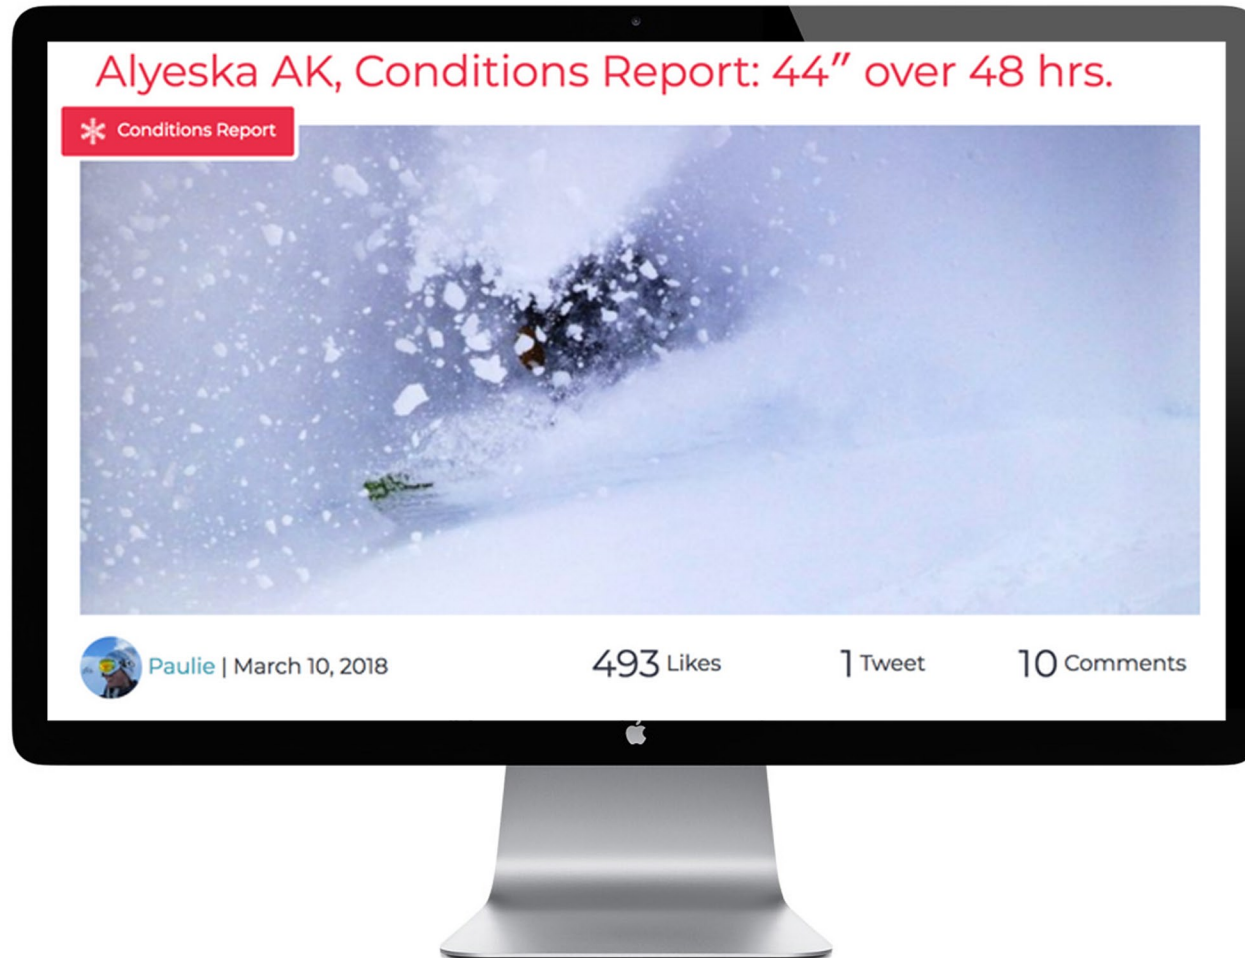 Alyeska AK, Conditions Report: 44″ over 48 hrs.
Conditions Report
Paulie | March 10, 2018
493 Likes
1 Tweet
10 Comments